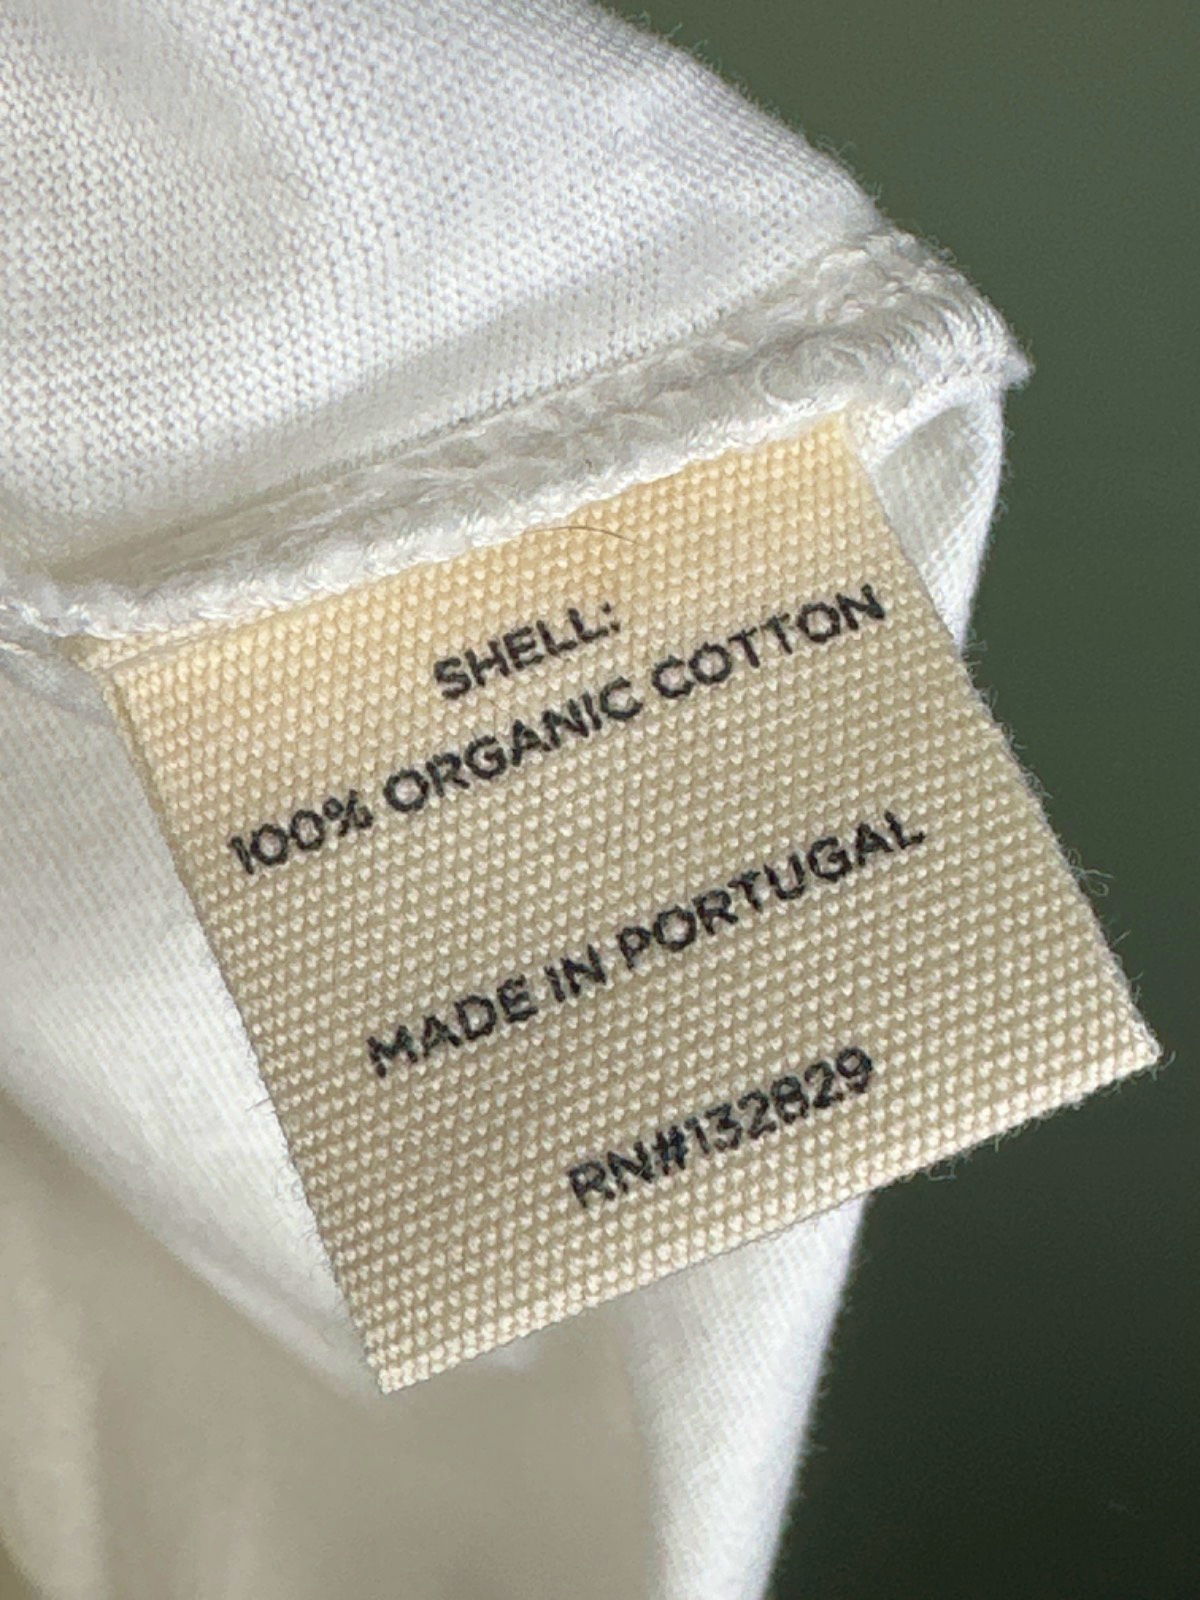 SHELL:
100% ORGANIC COTTON
MADE IN PORTUGAL
RN#132829